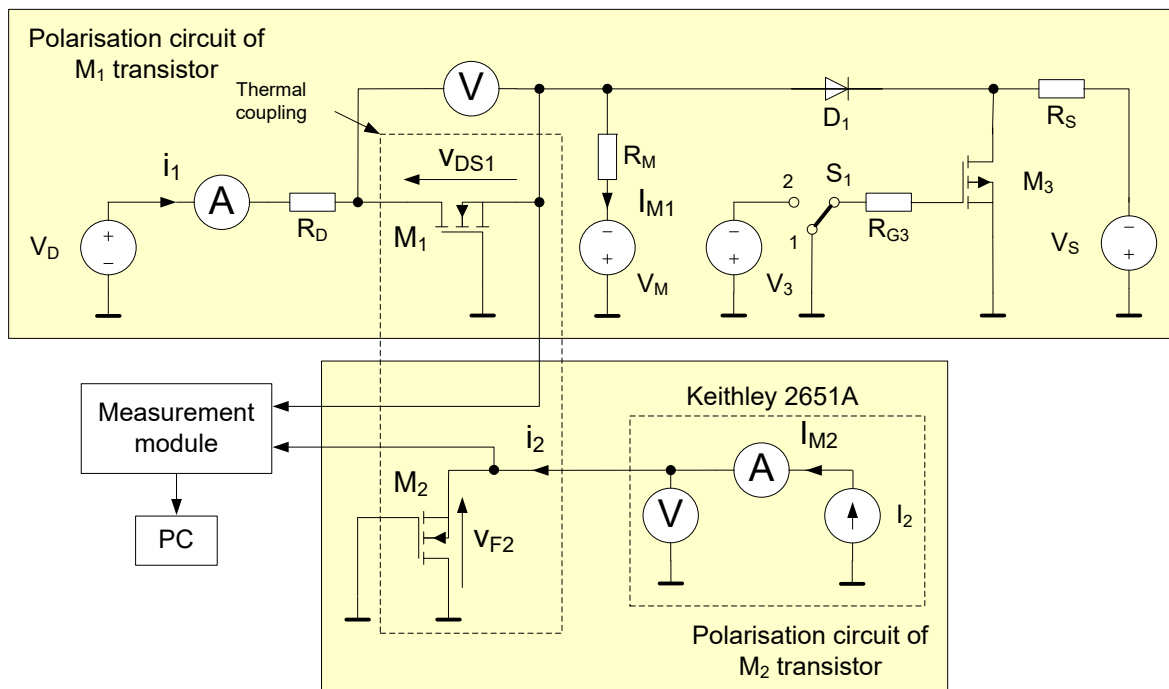 Polarisation circuit of
M1 transistor
Thermal
coupling
V
D1
RS
RM
vDS1
i1
A
RD
M1
IM1
2
S1
1
RG3
M3
VD
+
−
−
+
VM
−
+
V3
VS
−
+
Measurement
module
PC
Keithley 2651A
i2
IM2
A
M2
V
I2
vF2
Polarisation circuit of
M2 transistor